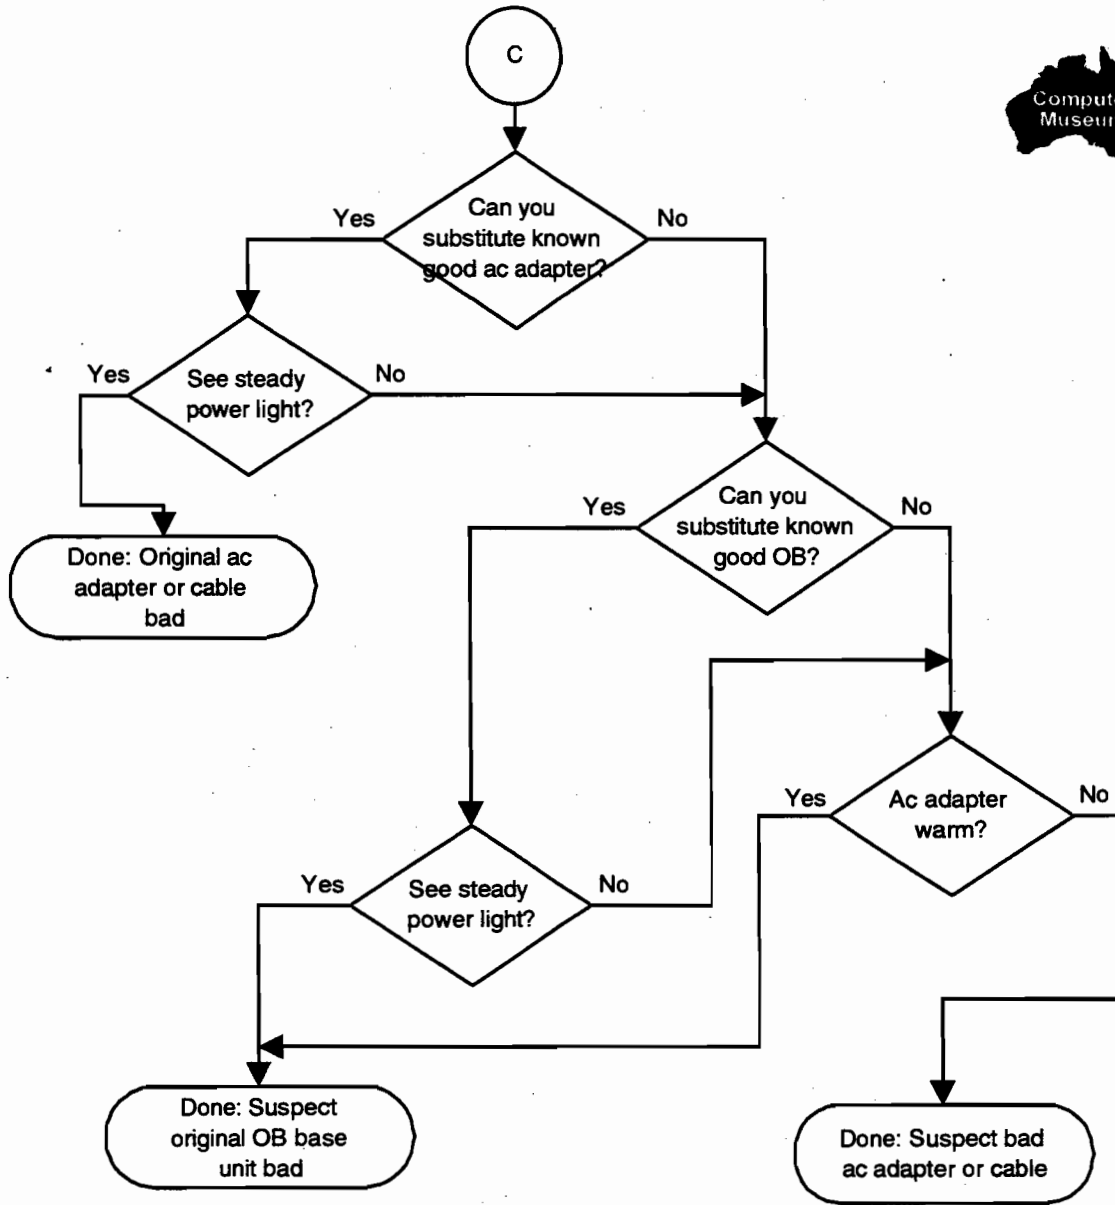 C
Compute
Museum
Can you
substitute known
good ac adapter?
Yes
No
See steady
power light?
Yes
No
Can you
substitute known
good OB?
Yes
No
Done: Original ac
adapter or cable
bad
Ac adapter
warm?
Yes
No
See steady
power light?
Yes
No
Done: Suspect
original OB base
unit bad
Done: Suspect bad
ac adapter or cable